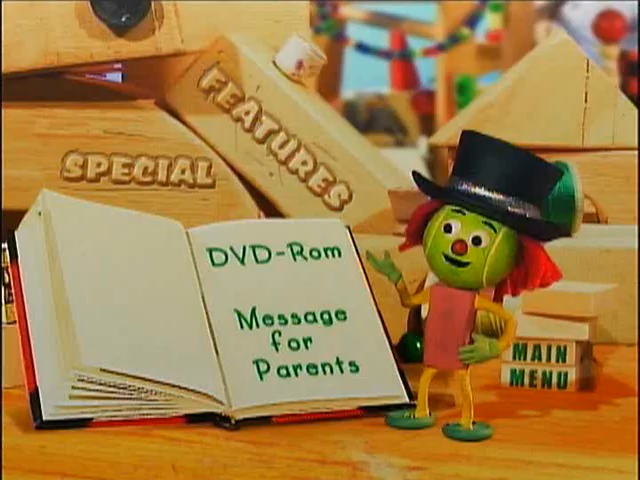 SPECIAL
FEATURES
DVD-Rom
Message
for
Parents
MAIN
MENU